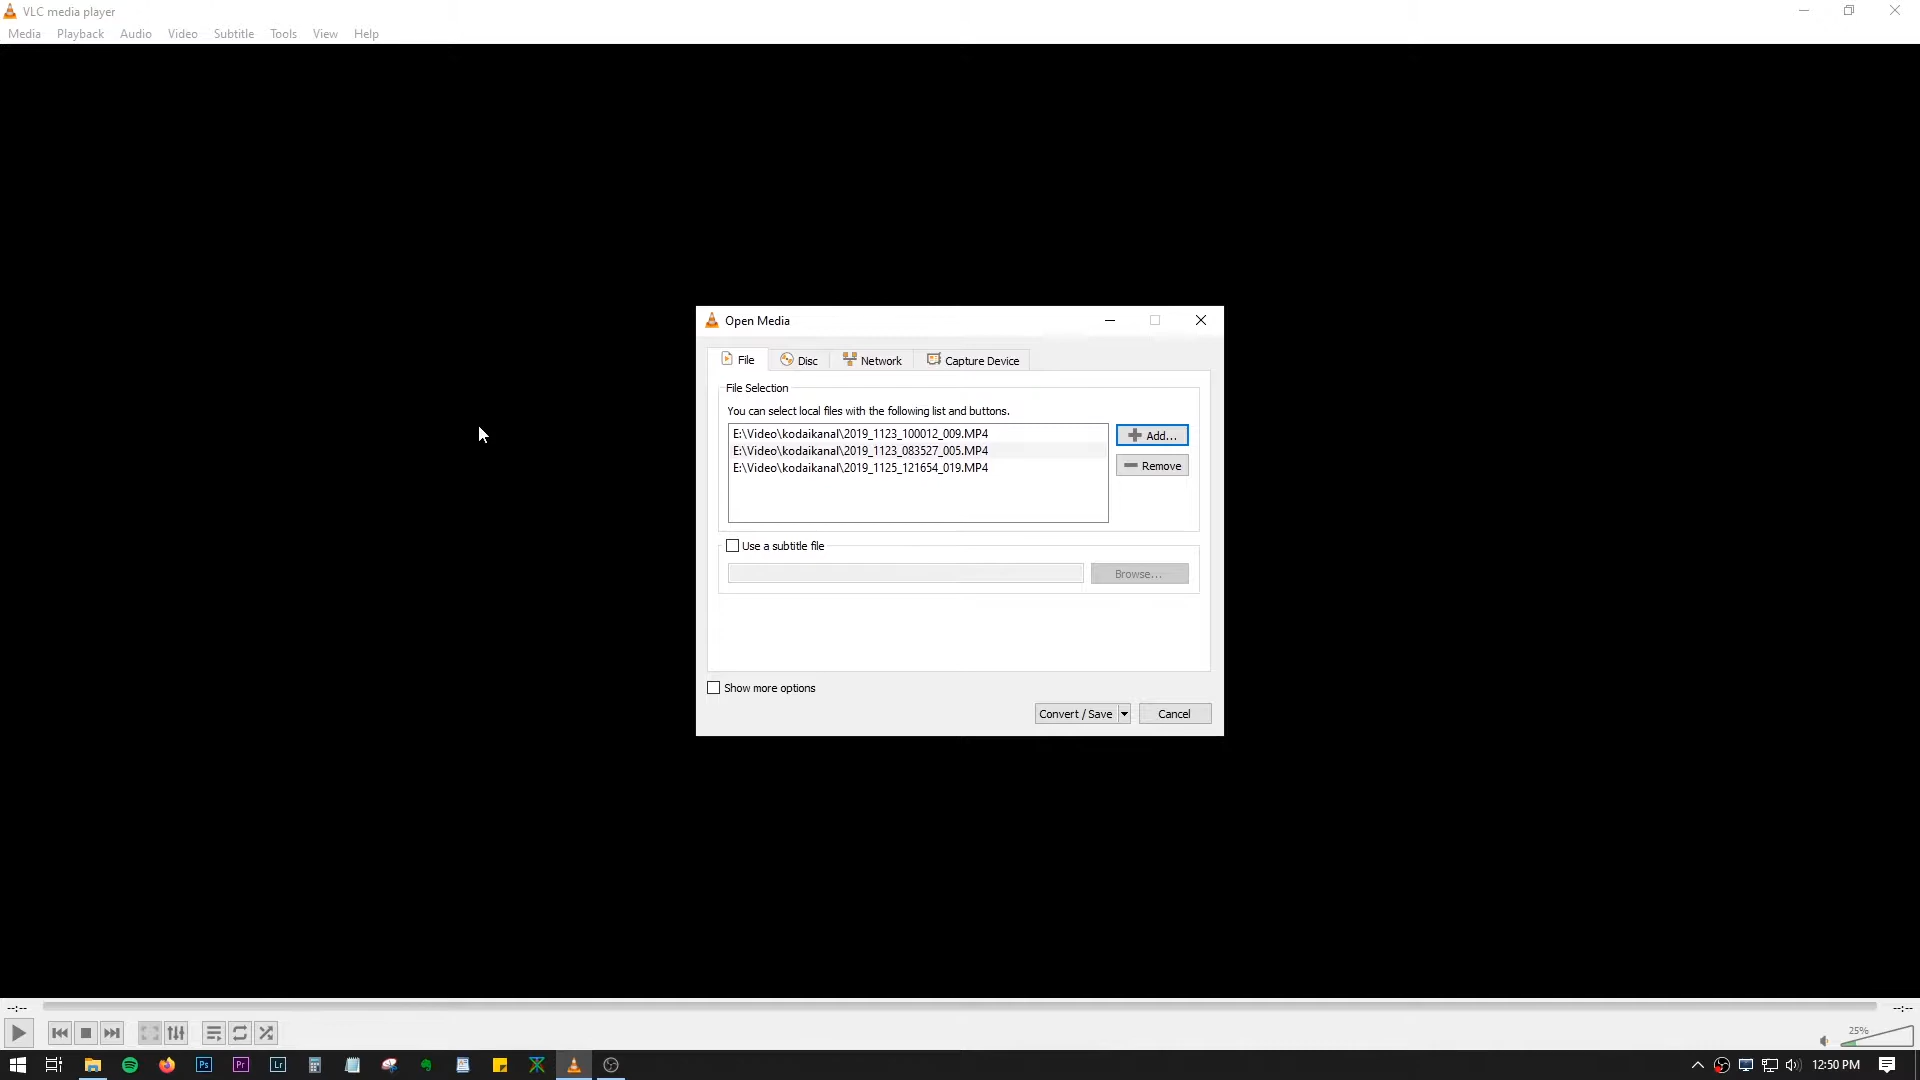 VLC media player
Media Playback Audio Video Subtitle Tools View Help
Open Media
File Disc Network Capture Device
File Selection
You can select local files with the following list and buttons.
E:\Video\kodaikanal\2019_1123_100012_009.MP4
E:\Video\kodaikanal\2019_1123_083527_005.MP4
E:\Video\kodaikanal\2019_1125_121654_019.MP4
Add...
Remove
Use a subtitle file
Browse...
Show more options
Convert / Save Cancel
--:-- --:--
25%
Ps Pr Lr
12:50 PM